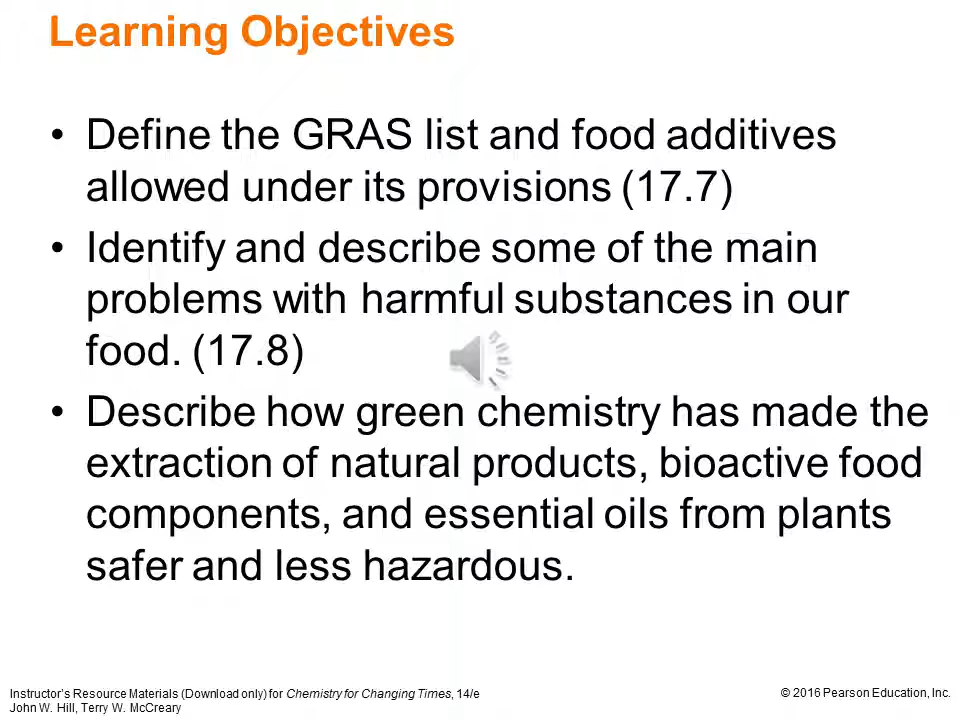 Learning Objectives
• Define the GRAS list and food additives
allowed under its provisions (17.7)
• Identify and describe some of the main
problems with harmful substances in our
food. (17.8)
• Describe how green chemistry has made the
extraction of natural products, bioactive food
components, and essential oils from plants
safer and less hazardous.
Instructor's Resource Materials (Download only) for Chemistry for Changing Times, 14/e
John W. Hill, Terry W. McCreary
© 2016 Pearson Education, Inc.